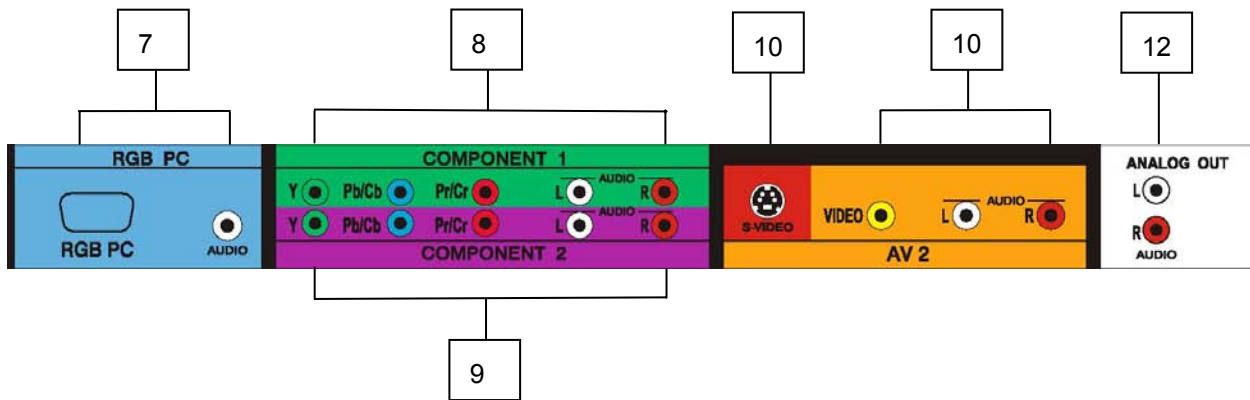 7
8
10
10
12
RGB PC
RGB PC
AUDIO
COMPONENT 1
Y Pb/Cb Pr/Cr L AUDIO R
Y Pb/Cb Pr/Cr L AUDIO R
COMPONENT 2
S-VIDEO
VIDEO L AUDIO R
AV 2
ANALOG OUT
L
R
AUDIO
9